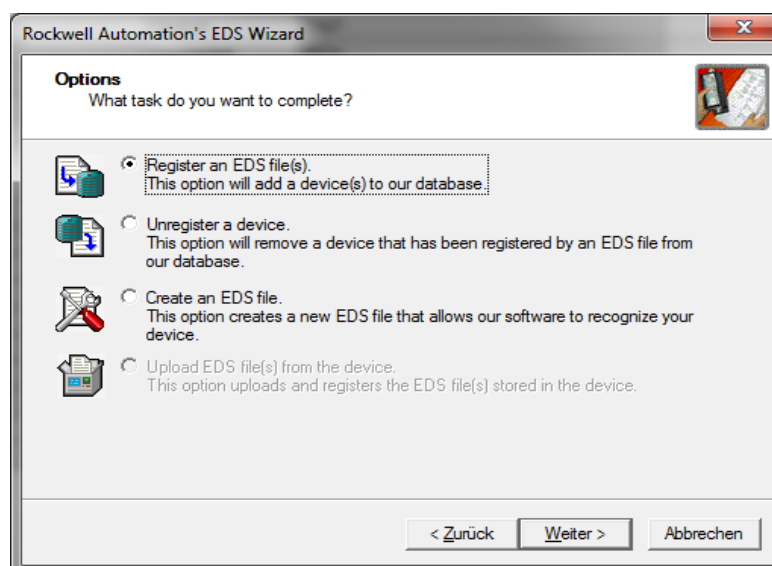 Rockwell Automation's EDS Wizard
Options
What task do you want to complete?
Register an EDS file(s).
This option will add a device(s) to our database.
Unregister a device.
This option will remove a device that has been registered by an EDS file from
our database.
Create an EDS file.
This option creates a new EDS file that allows our software to recognize your
device.
Upload EDS file(s) from the device.
This option uploads and registers the EDS file(s) stored in the device.
< Zurück
Weiter >
Abbrechen